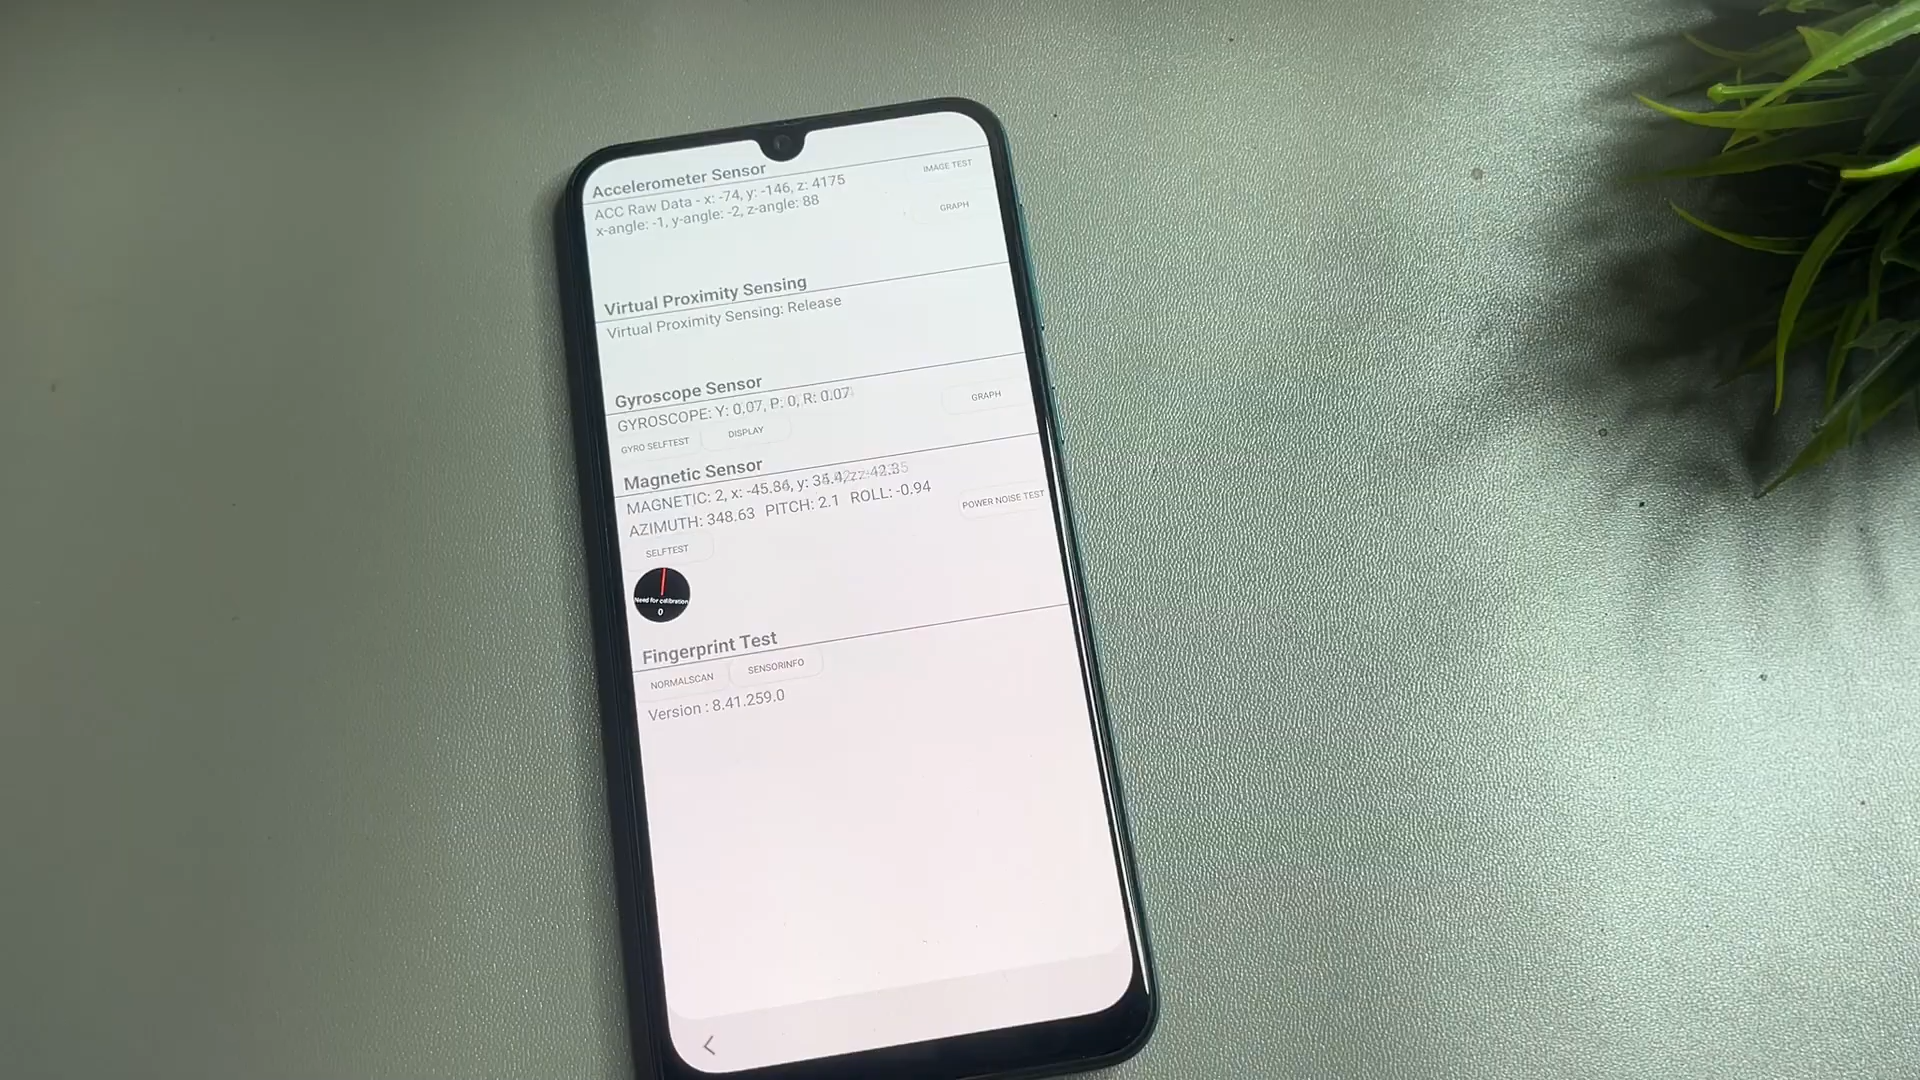 Accelerometer Sensor
IMAGE TEST
ACC Raw Data - x: -74, y: -146, z: 4175
x-angle: -1, y-angle: -2, z-angle: 88
GRAPH
Virtual Proximity Sensing
Virtual Proximity Sensing: Release
Gyroscope Sensor
GYROSCOPE: Y: 0.07, P: 0, R: 0.07
GRAPH
GYRO SELFTEST
DISPLAY
Magnetic Sensor
MAGNETIC: 2, x:
AZIMUTH: 348.63 PITCH: 2.1 ROLL: -0.94
POWER NOISE TEST
SELFTEST
Need for calibration
0
Fingerprint Test
NORMALSCAN
SENSORINFO
Version : 8.41.259.0